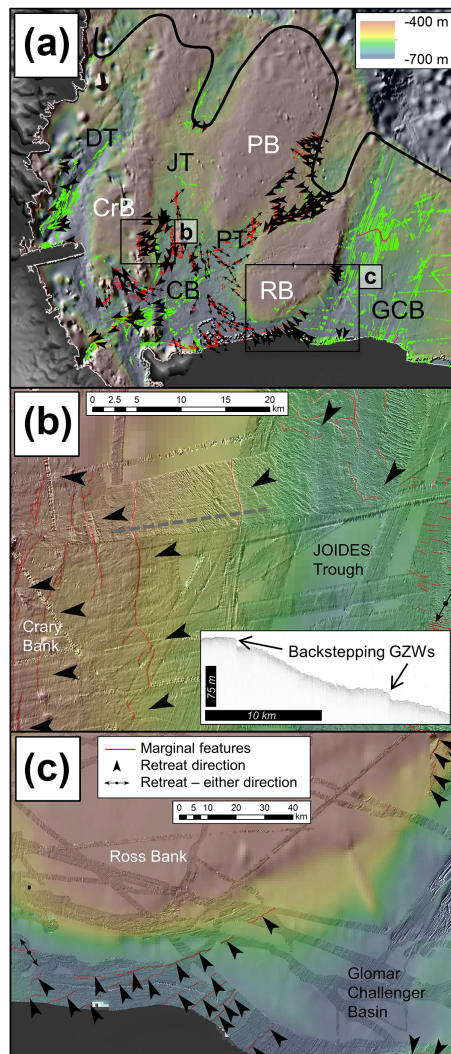 (a)
-400 m
-700 m
DT
PB
JT
CrB
b
PT
CB
c
RB
GCB
(b)
0 2.5 5 10 15 20
km
JOIDES
Trough
Crary
Bank
Backstepping GZWs
75 m
10 km
(c)
Marginal features
Retreat direction
Retreat – either direction
0 5 10 20 30 40
km
Ross Bank
Glomar
Challenger
Basin